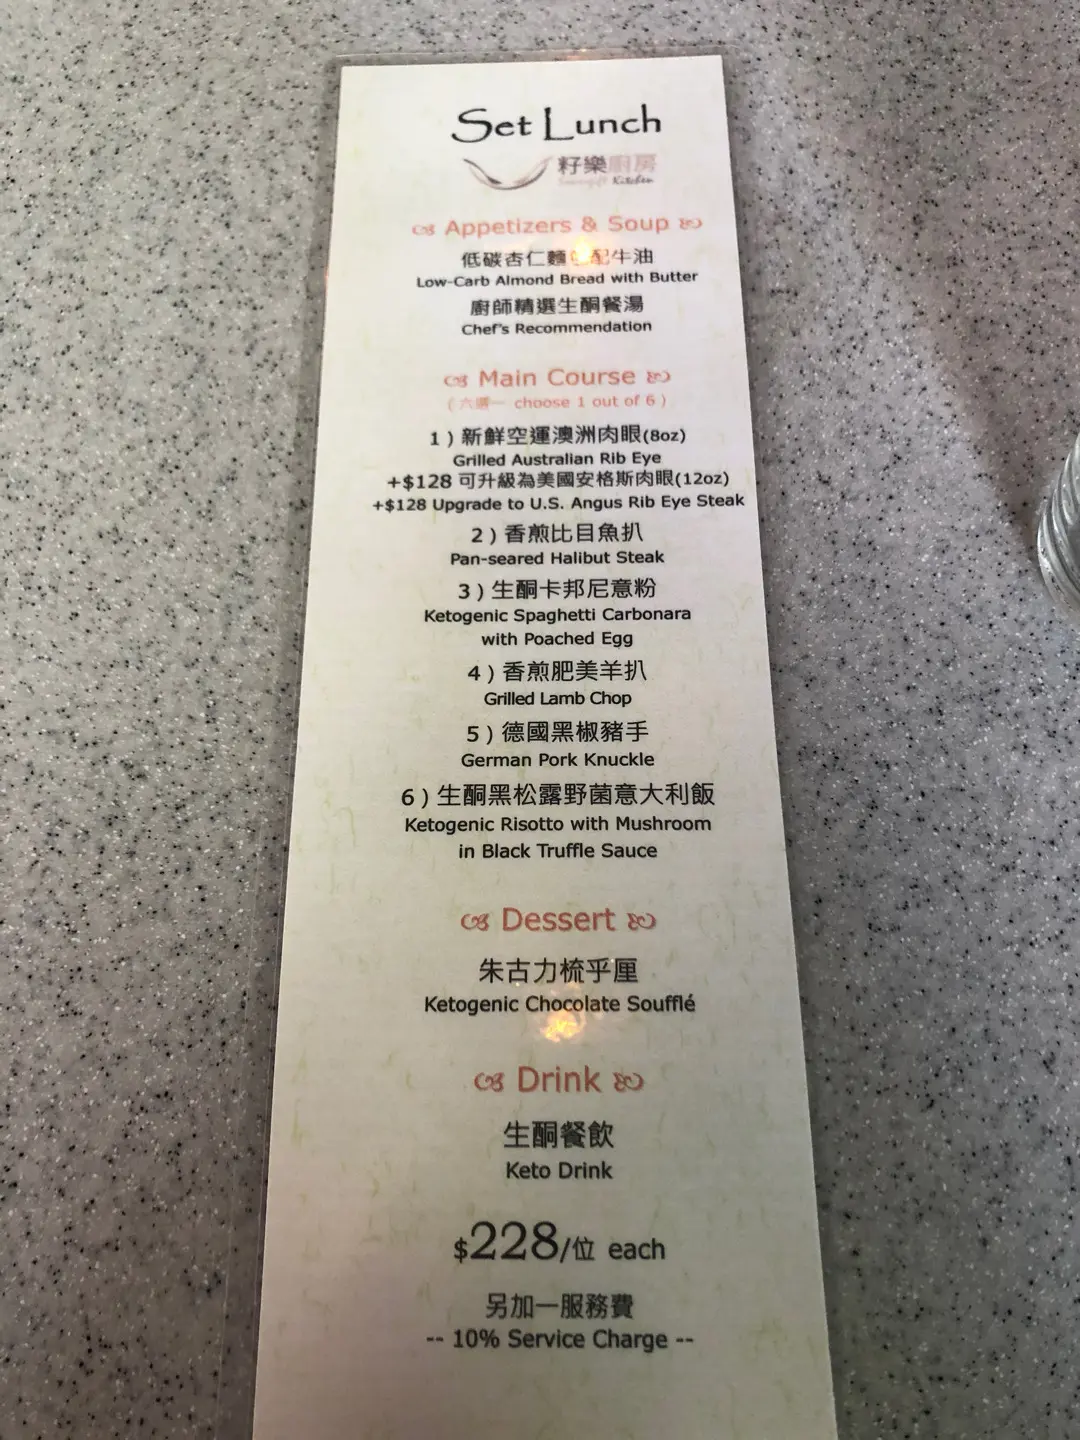 Set Lunch
籽樂廚房
Kitchen
Appetizers & Soup
低碳杏仁麵 配牛油
Low-Carb Almond Bread with Butter
廚師精選生酮餐湯
Chef's Recommendation
Main Course
(六選一 choose 1 out of 6)
1) 新鮮空運澳洲肉眼(8oz)
Grilled Australian Rib Eye
+$128 可升級為美國安格斯肉眼(12oz)
+$128 Upgrade to U.S. Angus Rib Eye Steak
2) 香煎比目魚扒
Pan-seared Halibut Steak
3) 生酮卡邦尼意粉
Ketogenic Spaghetti Carbonara
with Poached Egg
4) 香煎肥美羊扒
Grilled Lamb Chop
5) 德國黑椒豬手
German Pork Knuckle
6) 生酮黑松露野菌意大利飯
Ketogenic Risotto with Mushroom
in Black Truffle Sauce
Dessert
朱古力梳乎厘
Ketogenic Chocolate Soufflé
Drink
生酮餐飲
Keto Drink
$228/位 each
另加一服務費
-- 10% Service Charge --